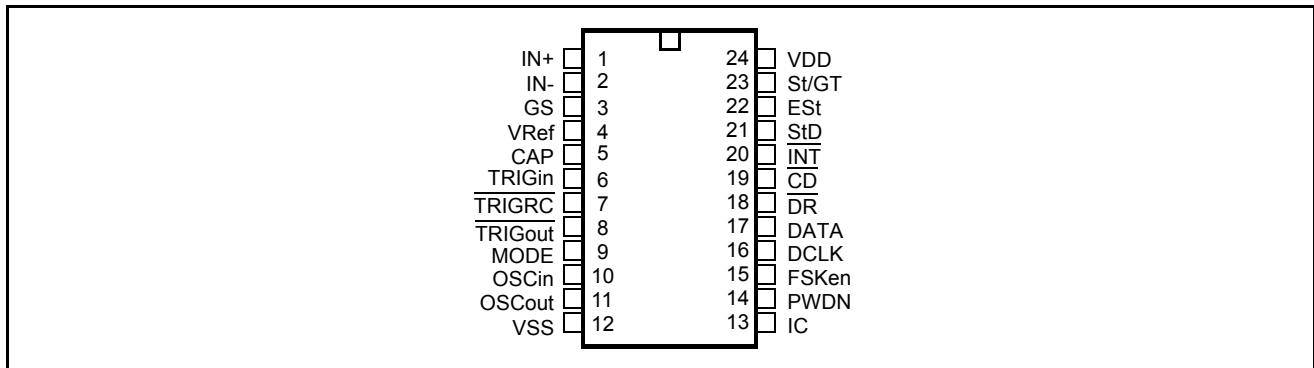 IN+ 1 24 VDD
IN- 2 23 St/GT
GS 3 22 ESt
VRef 4 21 StD
CAP 5 20 INT
TRIGin 6 19 CD
TRIGRC 7 18 DR
TRIGout 8 17 DATA
MODE 9 16 DCLK
OSCin 10 15 FSKen
OSCout 11 14 PWDN
VSS 12 13 IC